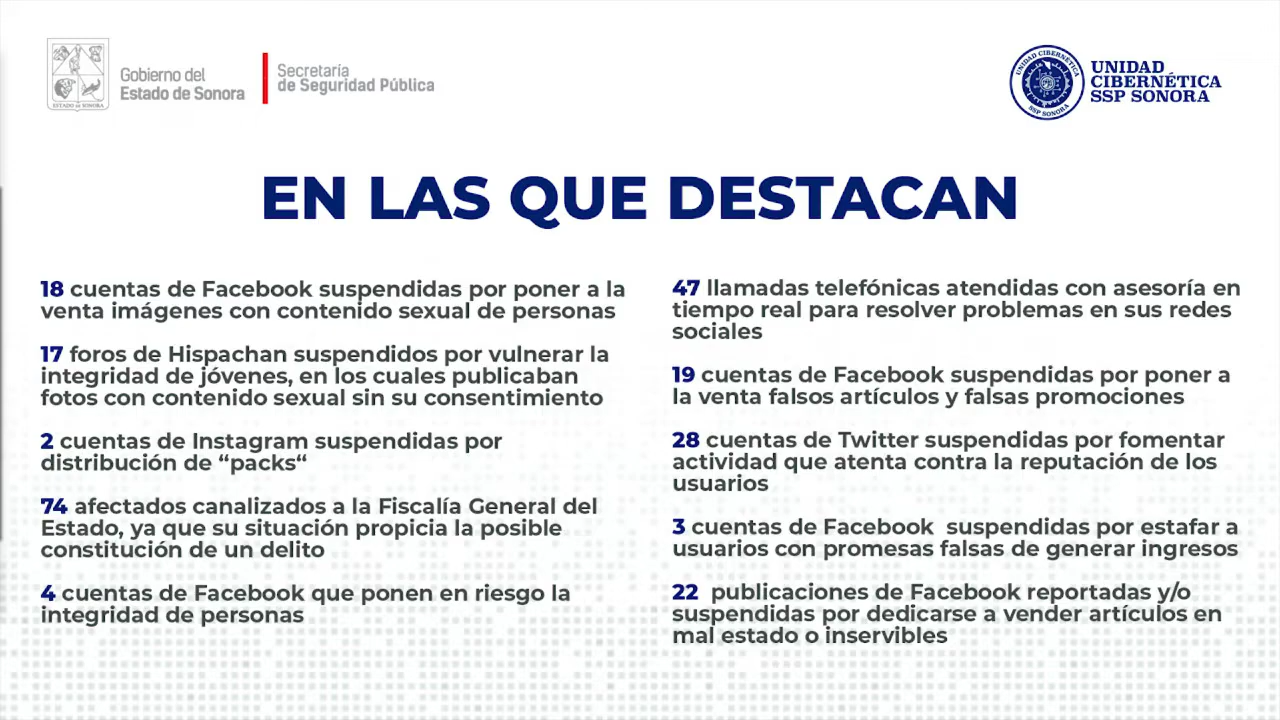 ESTADO DE SONORA
Gobierno del
Estado de Sonora
Secretaría
de Seguridad Pública
UNIDAD CIBERNÉTICA
SSP SONORA
UNIDAD
CIBERNÉTICA
SSP SONORA
EN LAS QUE DESTACAN
18 cuentas de Facebook suspendidas por poner a la
venta imágenes con contenido sexual de personas
17 foros de Hispachan suspendidos por vulnerar la
integridad de jóvenes, en los cuales publicaban
fotos con contenido sexual sin su consentimiento
2 cuentas de Instagram suspendidas por
distribución de “packs“
74 afectados canalizados a la Fiscalía General del
Estado, ya que su situación propicia la posible
constitución de un delito
4 cuentas de Facebook que ponen en riesgo la
integridad de personas
47 llamadas telefónicas atendidas con asesoría en
tiempo real para resolver problemas en sus redes
sociales
19 cuentas de Facebook suspendidas por poner a
la venta falsos artículos y falsas promociones
28 cuentas de Twitter suspendidas por fomentar
actividad que atenta contra la reputación de los
usuarios
3 cuentas de Facebook  suspendidas por estafar a
usuarios con promesas falsas de generar ingresos
22  publicaciones de Facebook reportadas y/o
suspendidas por dedicarse a vender artículos en
mal estado o inservibles